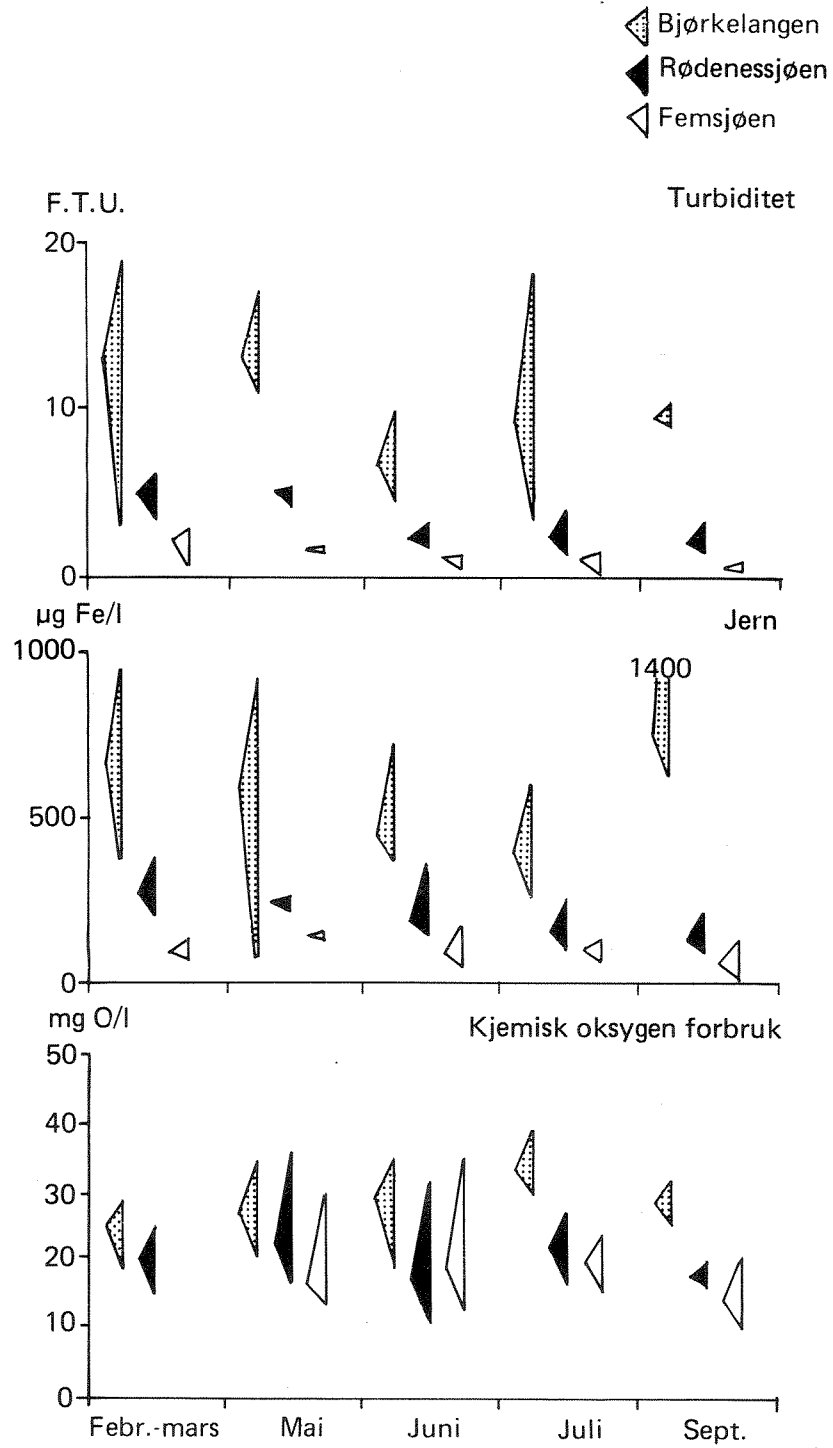 Bjørkelangen
Rødenessjøen
Femsjøen
F.T.U.
Turbiditet
20
10
0
µg Fe/l
Jern
1000
1400
500
0
mg O/l
Kjemisk oksygen forbruk
50
40
30
20
10
0
Febr.-mars Mai Juni Juli Sept.